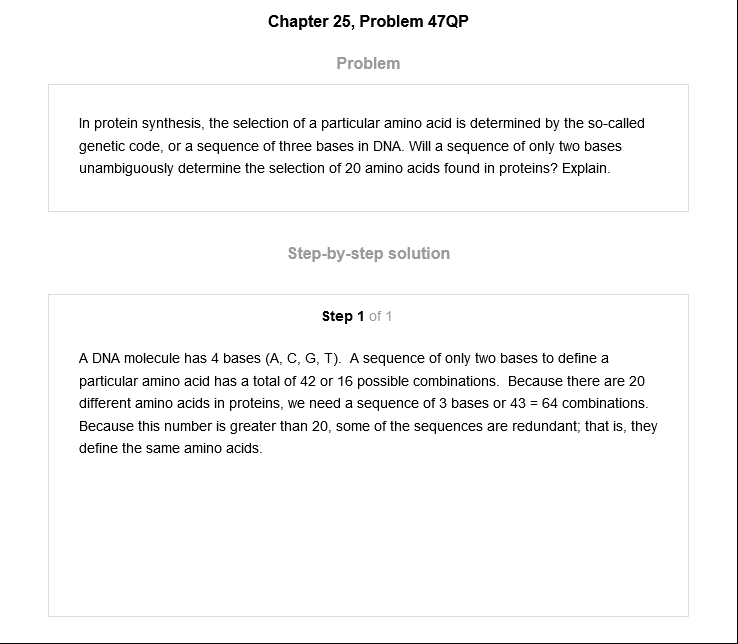 Chapter 25, Problem 47QP
Problem
In protein synthesis, the selection of a particular amino acid is determined by the so-called
genetic code, or a sequence of three bases in DNA. Will a sequence of only two bases
unambiguously determine the selection of 20 amino acids found in proteins? Explain.
Step-by-step solution
Step 1 of 1
A DNA molecule has 4 bases (A, C, G, T).  A sequence of only two bases to define a
particular amino acid has a total of 42 or 16 possible combinations.  Because there are 20
different amino acids in proteins, we need a sequence of 3 bases or 43 = 64 combinations.
Because this number is greater than 20, some of the sequences are redundant; that is, they
define the same amino acids.